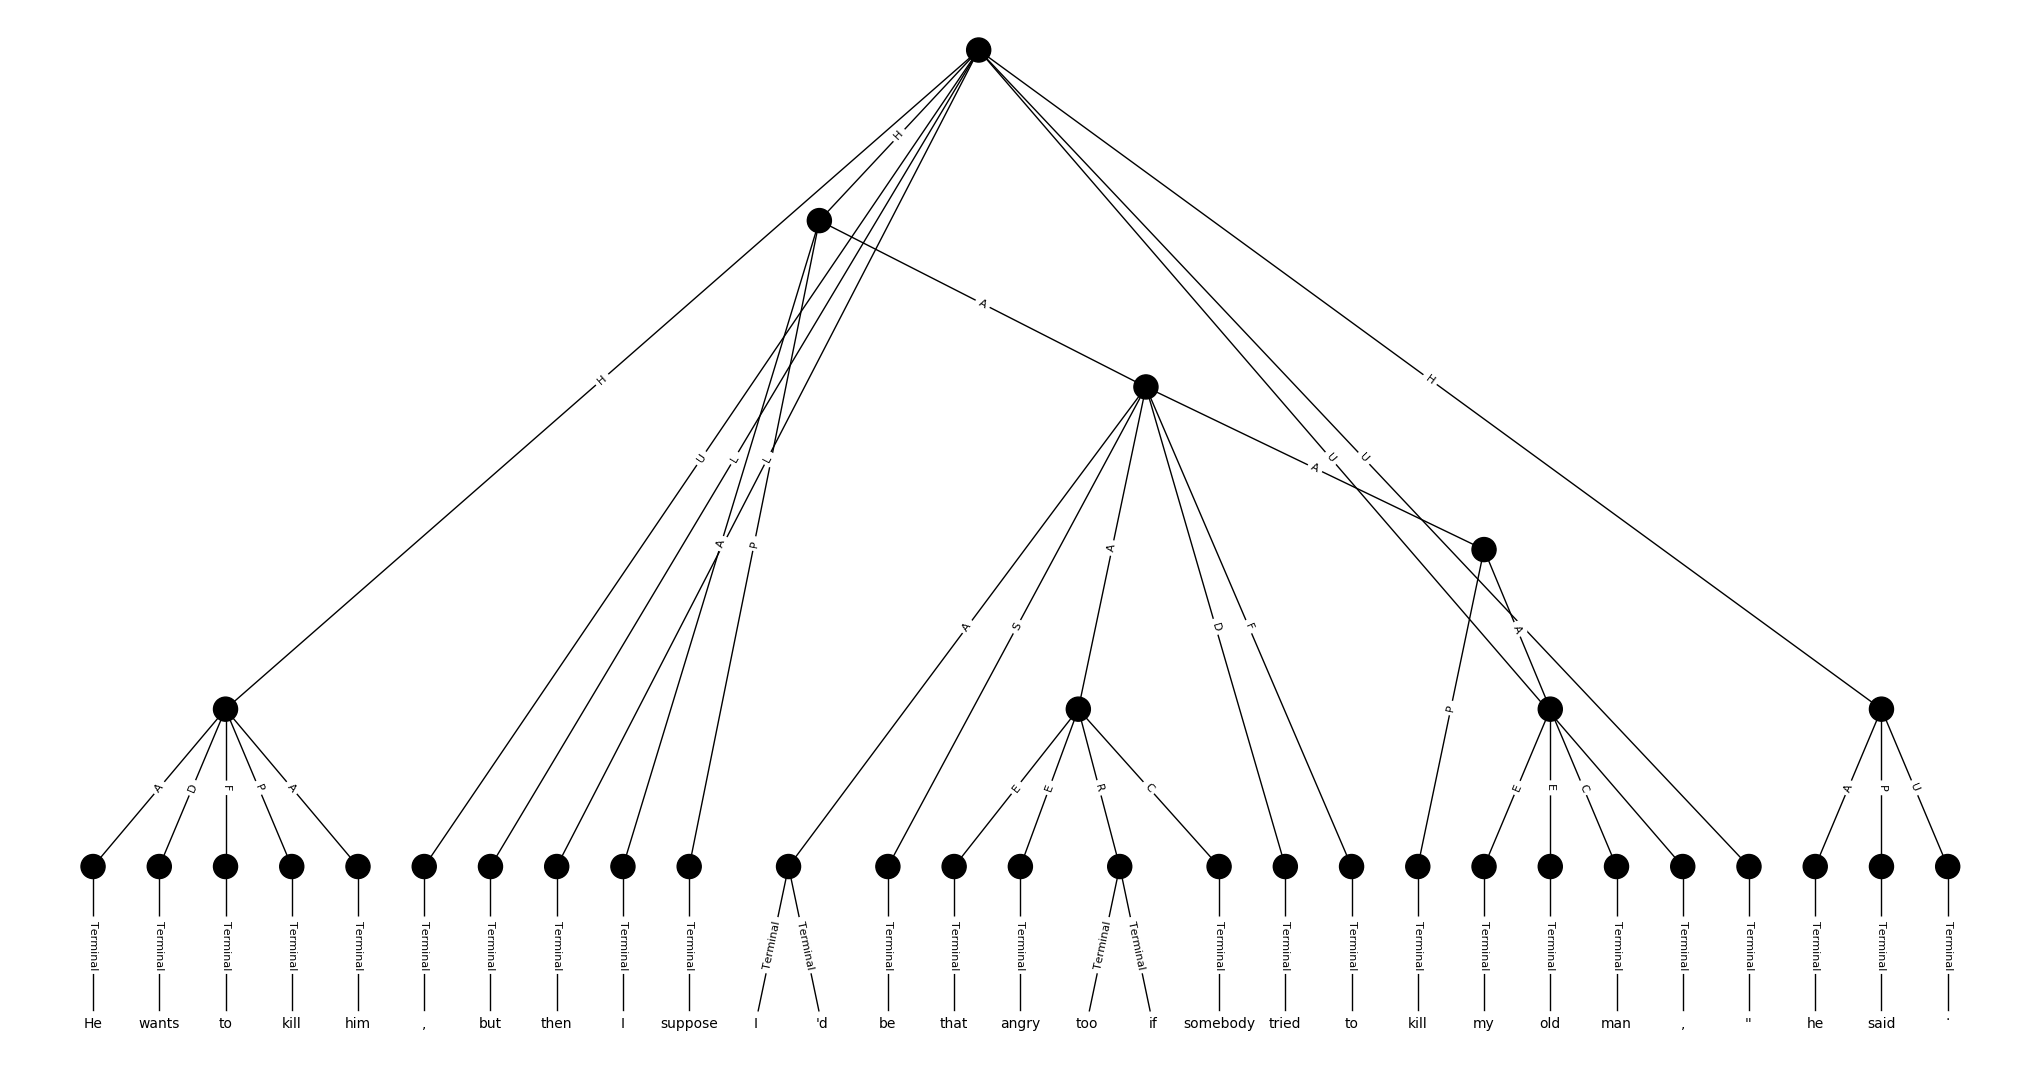 H
A
H
H
U
L
L
U
U
A
A
P
A
S
A
D
F
A
P
A
D
F
P
A
E
E
R
C
E
E
C
A
P
U
Terminal Terminal Terminal Terminal Terminal Terminal Terminal Terminal Terminal Terminal Terminal Terminal Terminal Terminal Terminal Terminal Terminal Terminal Terminal Terminal Terminal Terminal Terminal Terminal Terminal Terminal Terminal Terminal Terminal
He wants to kill him , but then I suppose I 'd be that angry too if somebody tried to kill my old man , " he said .